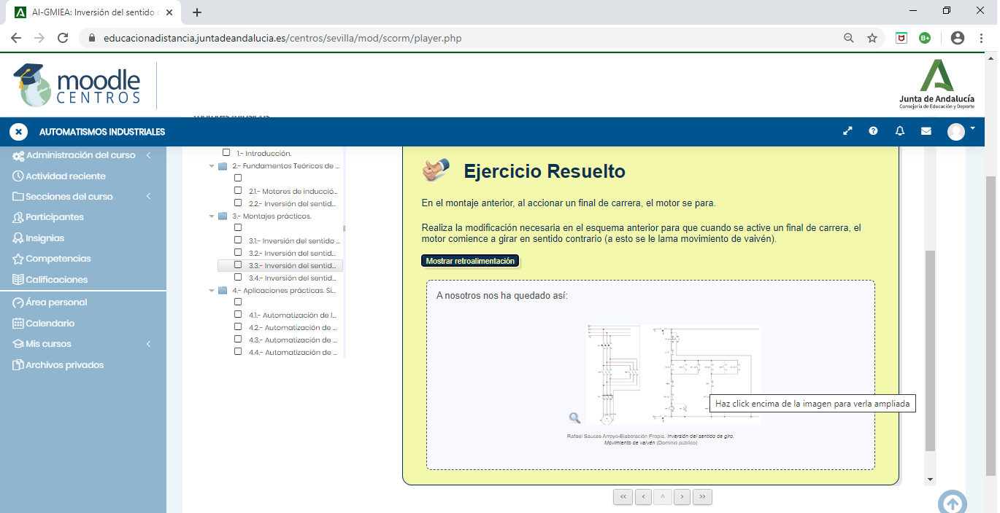 AI-GMIEA: Inversión del sentido
educacionadistancia.juntadeandalucia.es/centros/sevilla/mod/scorm/player.php
moodle
CENTROS
Junta de Andalucía
Consejería de Educación y Deporte
AUTOMATISMOS INDUSTRIALES
Administración del curso
Actividad reciente
Secciones del curso
Participantes
Insignias
Competencias
Calificaciones
Área personal
Calendario
Mis cursos
Archivos privados
1.- Introducción.
2.- Fundamentos Teóricos de ...
2.1.- Motores de inducció...
2.2.- Inversión del sentid...
3.- Montajes prácticos.
3.1.- Inversión del sentido ...
3.2.- Inversión del sentid...
3.3.- Inversión del sentid...
3.4.- Inversión del sentid...
4.- Aplicaciones prácticas. Si...
4.1.- Automatización de l...
4.2.- Automatización de ...
4.3.- Automatización de ...
4.4.- Automatización de ...
Ejercicio Resuelto
En el montaje anterior, al accionar un final de carrera, el motor se para.
Realiza la modificación necesaria en el esquema anterior para que cuando se active un final de carrera, el
motor comience a girar en sentido contrario (a esto se le lama movimiento de vaivén).
Mostrar retroalimentación
A nosotros nos ha quedado así:
Haz click encima de la imagen para verla ampliada
Rafael Sauces Arroyo-Elaboración Propia. Inversión del sentido de giro.
Movimiento de vaivén (Dominio público)
<< < ^ > >>